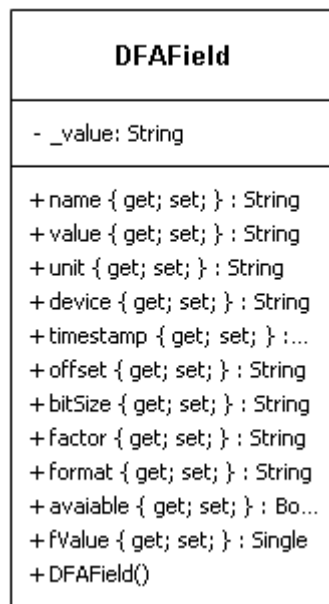 DFAField
- _value: String
+ name { get; set; } : String
+ value { get; set; } : String
+ unit { get; set; } : String
+ device { get; set; } : String
+ timestamp { get; set; } :...
+ offset { get; set; } : String
+ bitSize { get; set; } : String
+ factor { get; set; } : String
+ format { get; set; } : String
+ avaiable { get; set; } : Bo...
+ fValue { get; set; } : Single
+ DFAField()